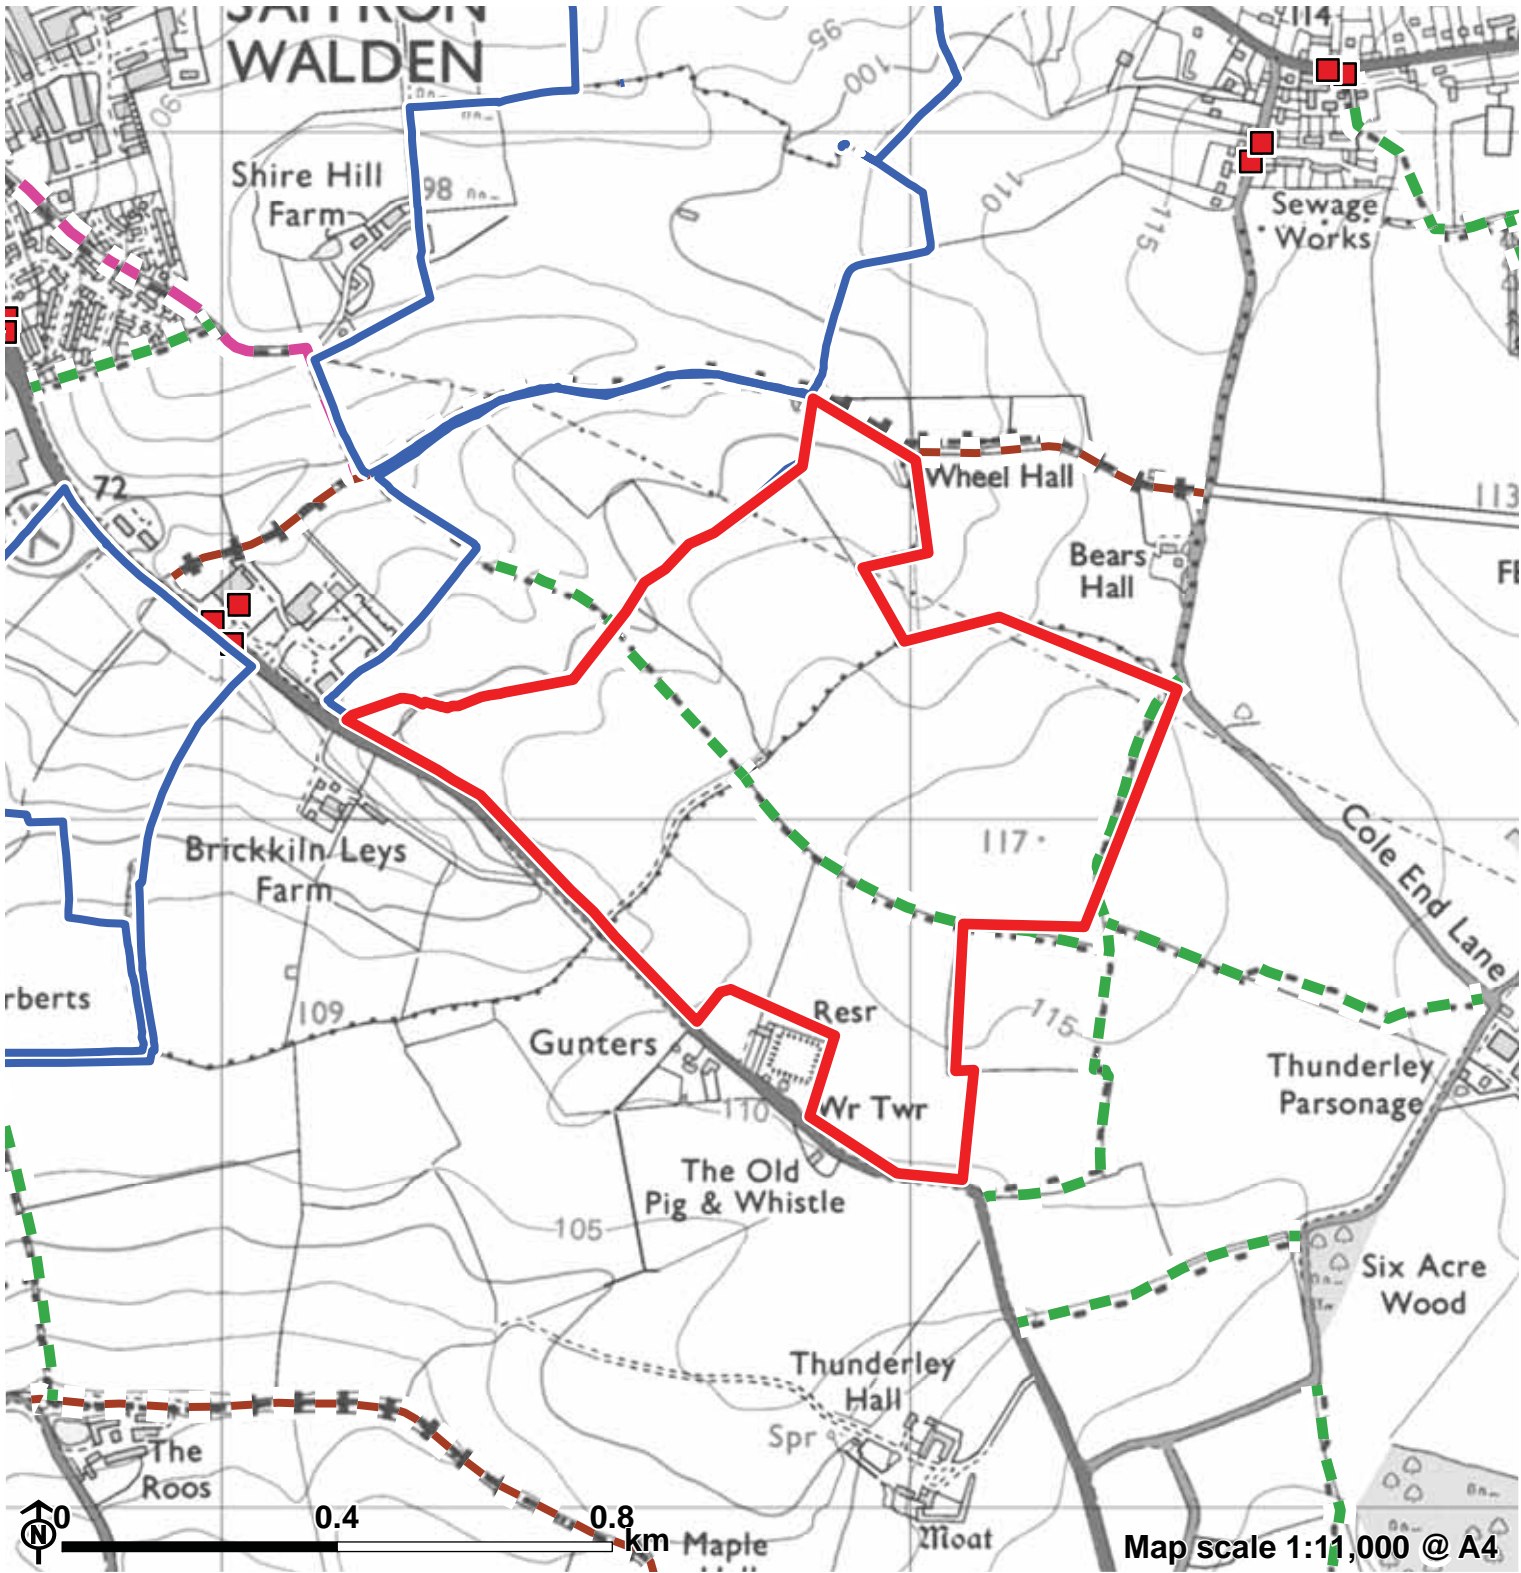 SAFFRON
WALDEN
114
95
100
90
Shire Hill
Farm
98
110
115
Sewage
Works
72
Wheel Hall
113
Bears
Hall
117
Cole End Lane
Brickkiln Leys
Farm
rberts
109
Resr
Gunters
115
Thunderley
Parsonage
110
Wr Twr
The Old
Pig & Whistle
105
Six Acre
Wood
Thunderley
Hall
Spr
The
Roos
Moat
Maple
N
0
0.4
0.8
km
Map scale 1:11,000 @ A4